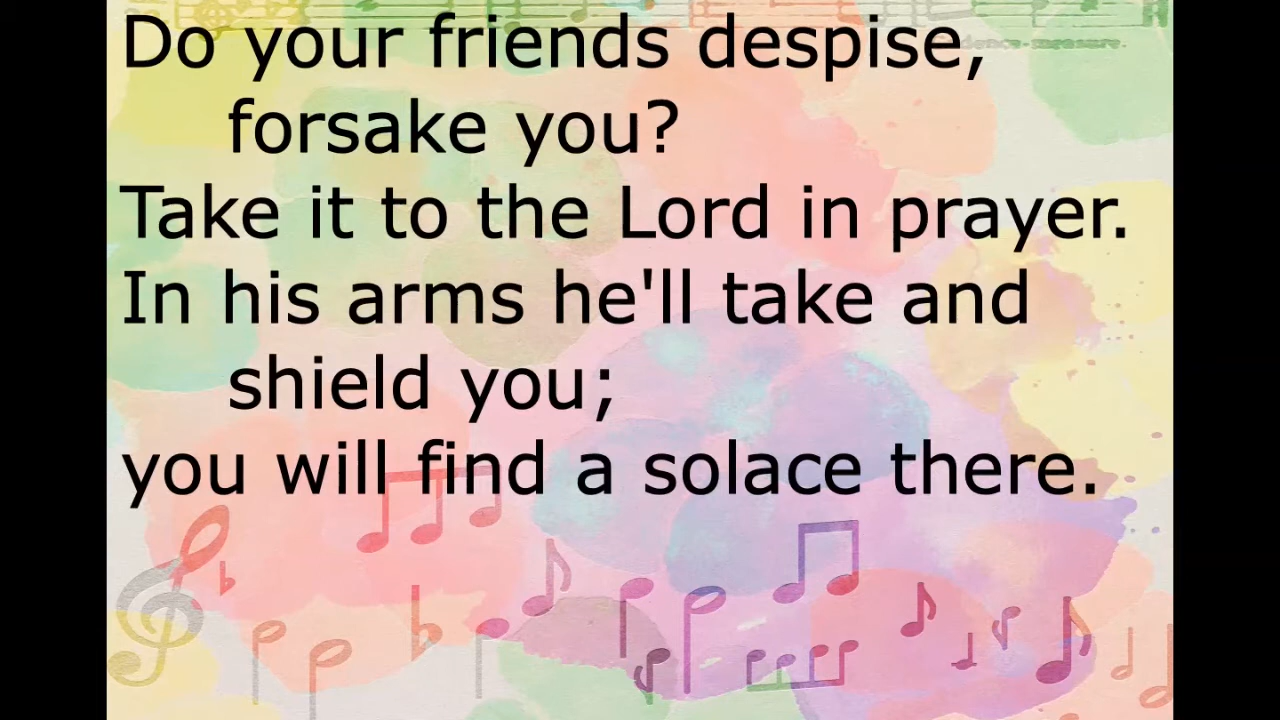 Do your friends despise,
forsake you?
Take it to the Lord in prayer.
In his arms he'll take and
shield you;
you will find a solace there.